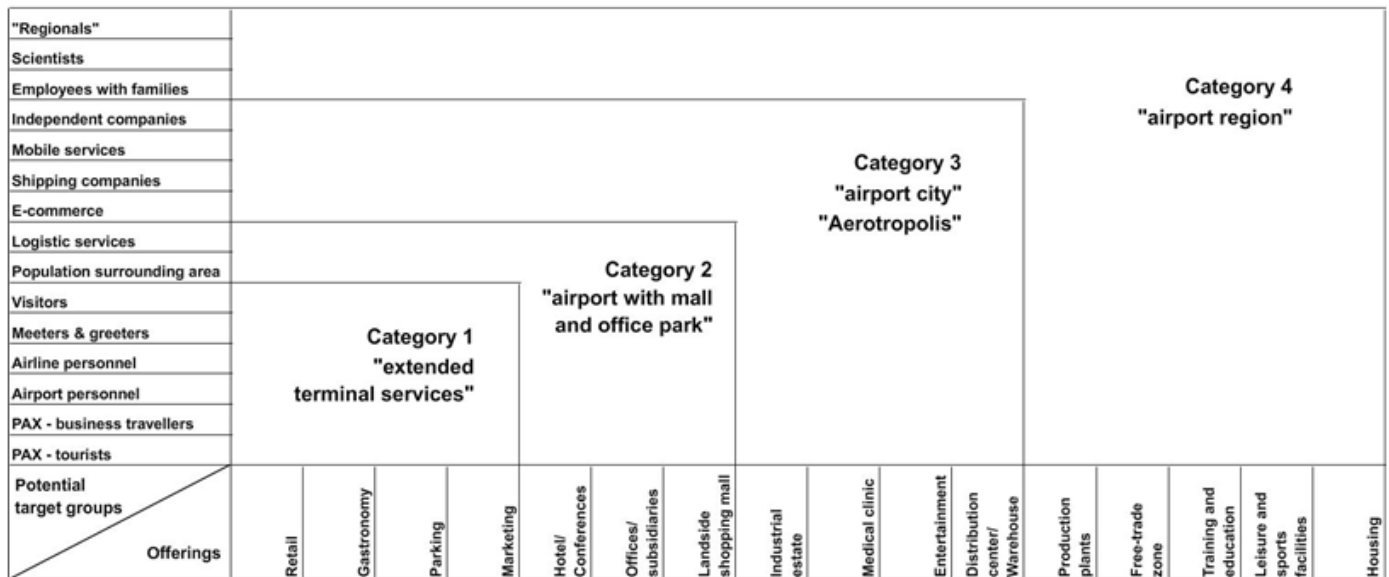 "Regionals"
Scientists
Employees with families
Independent companies
Mobile services
Shipping companies
E-commerce
Logistic services
Population surrounding area
Visitors
Meeters & greeters
Airline personnel
Airport personnel
PAX - business travellers
PAX - tourists
Category 4
"airport region"
Category 3
"airport city"
"Aerotropolis"
Category 2
"airport with mall
and office park"
Category 1
"extended
terminal services"
Potential
target groups
Offerings
Retail
Gastronomy
Parking
Marketing
Hotel/
Conferences
Offices/
subsidiaries
Landside
shopping mall
Industrial
estate
Medical clinic
Entertainment
Distribution
center/
Warehouse
Production
plants
Free-trade
zone
Training and
education
Leisure and
sports
facilities
Housing